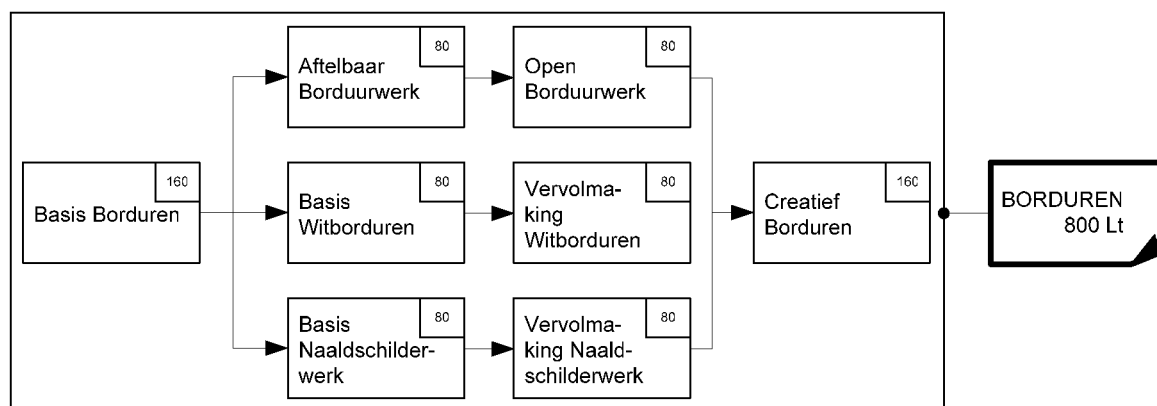 80
Aftelbaar
Borduurwerk
80
Open
Borduurwerk
160
Basis Borduren
80
Basis
Witborduren
80
Vervolma-
king
Witborduren
160
Creatief
Borduren
BORDUREN
800 Lt
80
Basis
Naaldschilder-
werk
80
Vervolma-
king Naald-
schilderwerk